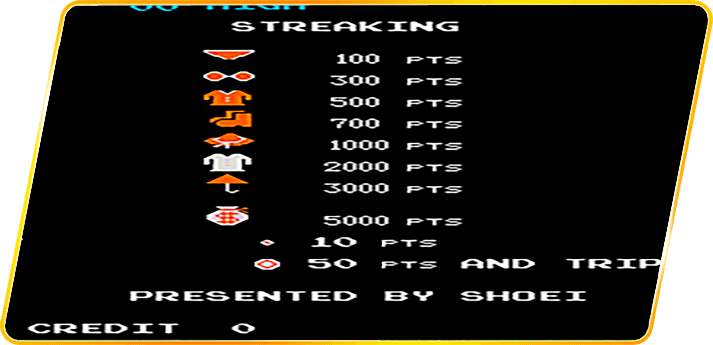 STREAKING
100 PTS
300 PTS
500 PTS
700 PTS
1000 PTS
2000 PTS
3000 PTS
5000 PTS
10 PTS
50 PTS AND TRIP
PRESENTED BY SHOEI
CREDIT 0